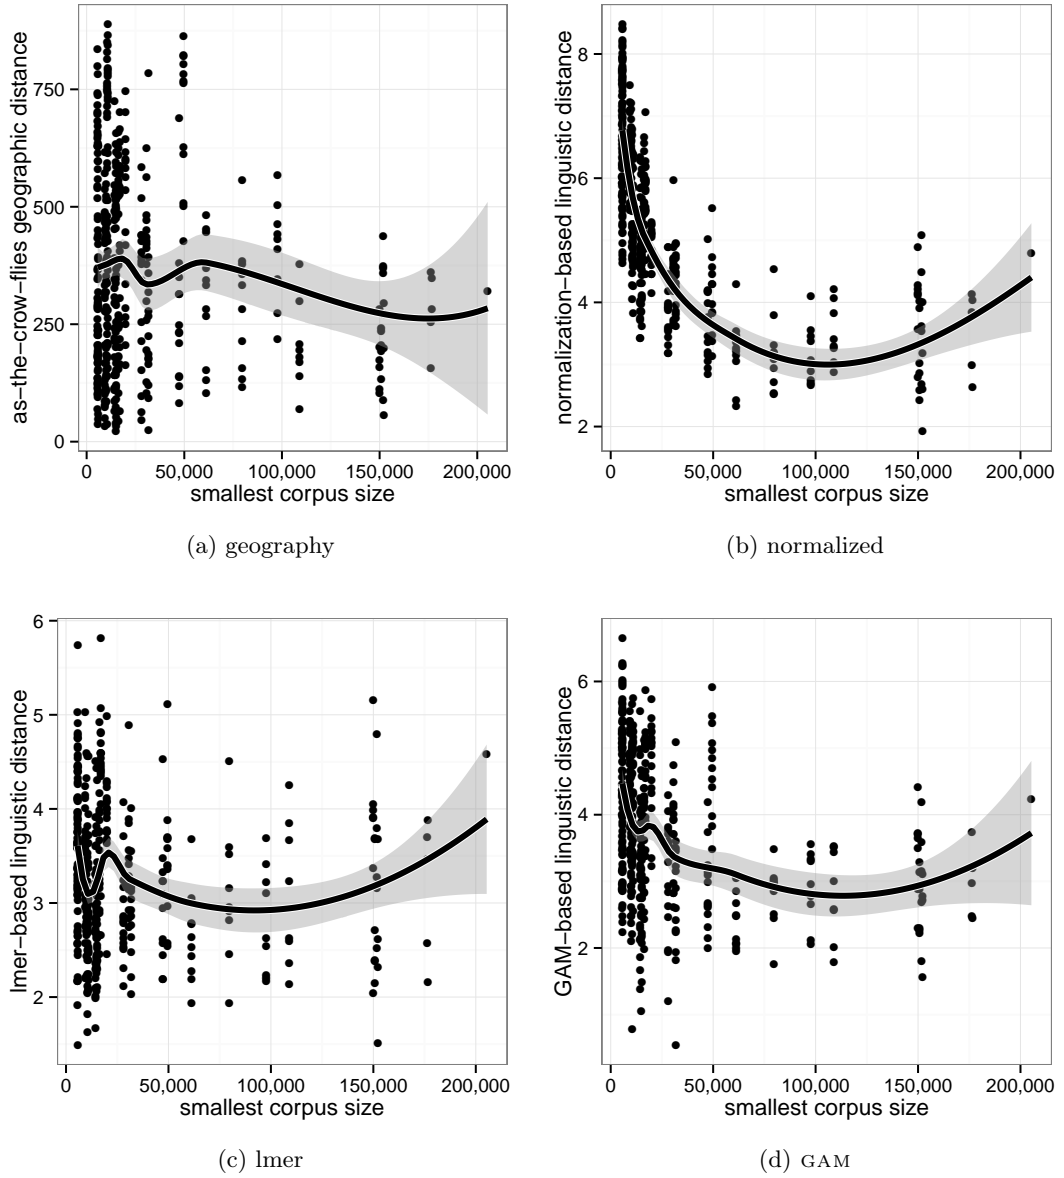 as−the−crow−flies geographic distance
750
500
250
0
0 50,000 100,000 150,000 200,000
smallest corpus size
(a) geography
normalization−based linguistic distance
8
6
4
2
0 50,000 100,000 150,000 200,000
smallest corpus size
(b) normalized
lmer−based linguistic distance
6
5
4
3
2
0 50,000 100,000 150,000 200,000
smallest corpus size
(c) lmer
GAM−based linguistic distance
6
4
2
0 50,000 100,000 150,000 200,000
smallest corpus size
(d) GAM